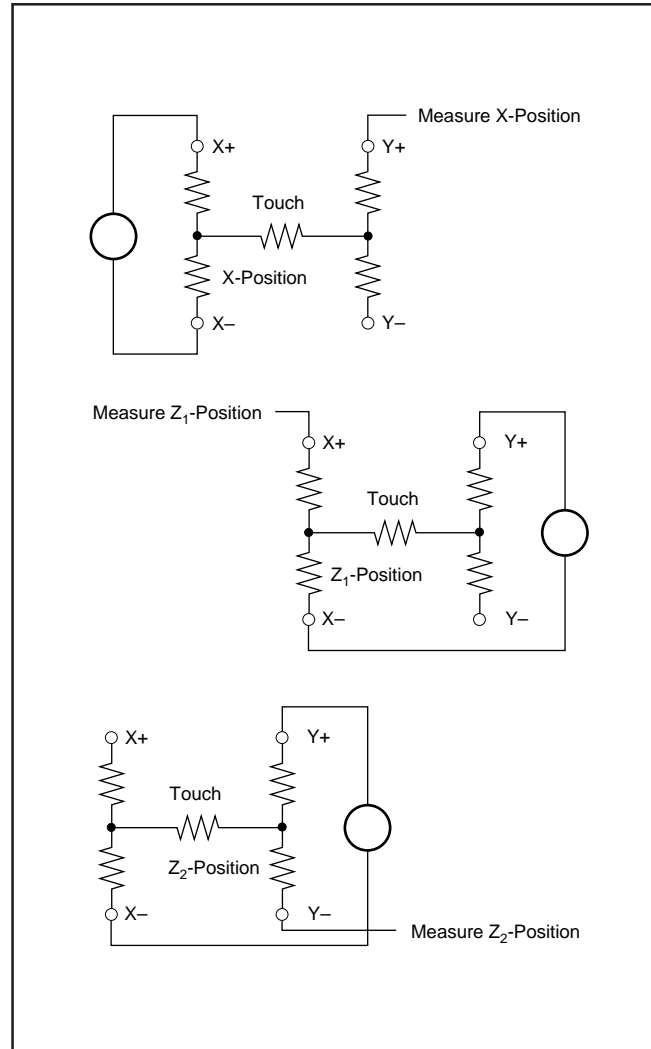 Measure X-Position
X+ Y+
Touch
X-Position
X– Y–
Measure Z₁-Position
X+ Y+
Touch
Z₁-Position
X– Y–
X+ Y+
Touch
Z₂-Position
X– Y–
Measure Z₂-Position